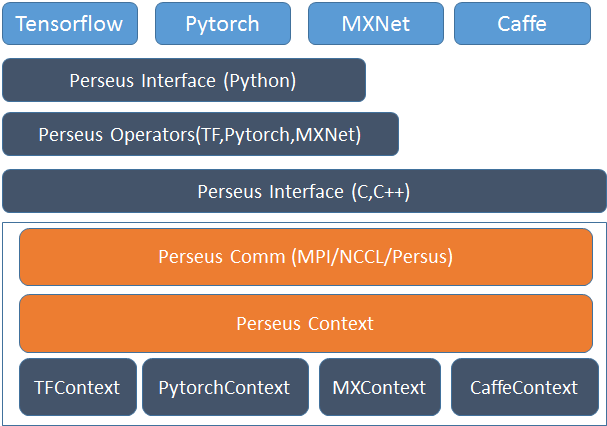 Tensorflow
Pytorch
MXNet
Caffe
Perseus Interface (Python)
Perseus Operators(TF,Pytorch,MXNet)
Perseus Interface (C,C++)
Perseus Comm (MPI/NCCL/Persus)
Perseus Context
TFContext
PytorchContext
MXContext
CaffeContext